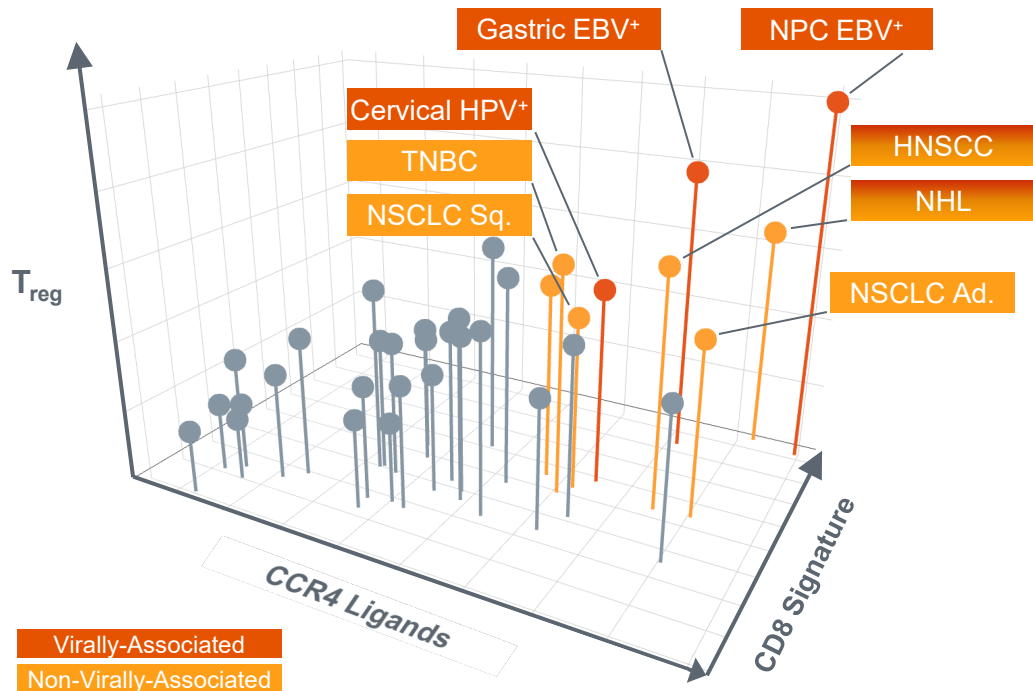 Gastric EBV⁺
NPC EBV⁺
Cervical HPV⁺
TNBC
HNSCC
NSCLC Sq.
NHL
NSCLC Ad.
Treg
CCR4 Ligands
CD8 Signature
Virally-Associated
Non-Virally-Associated